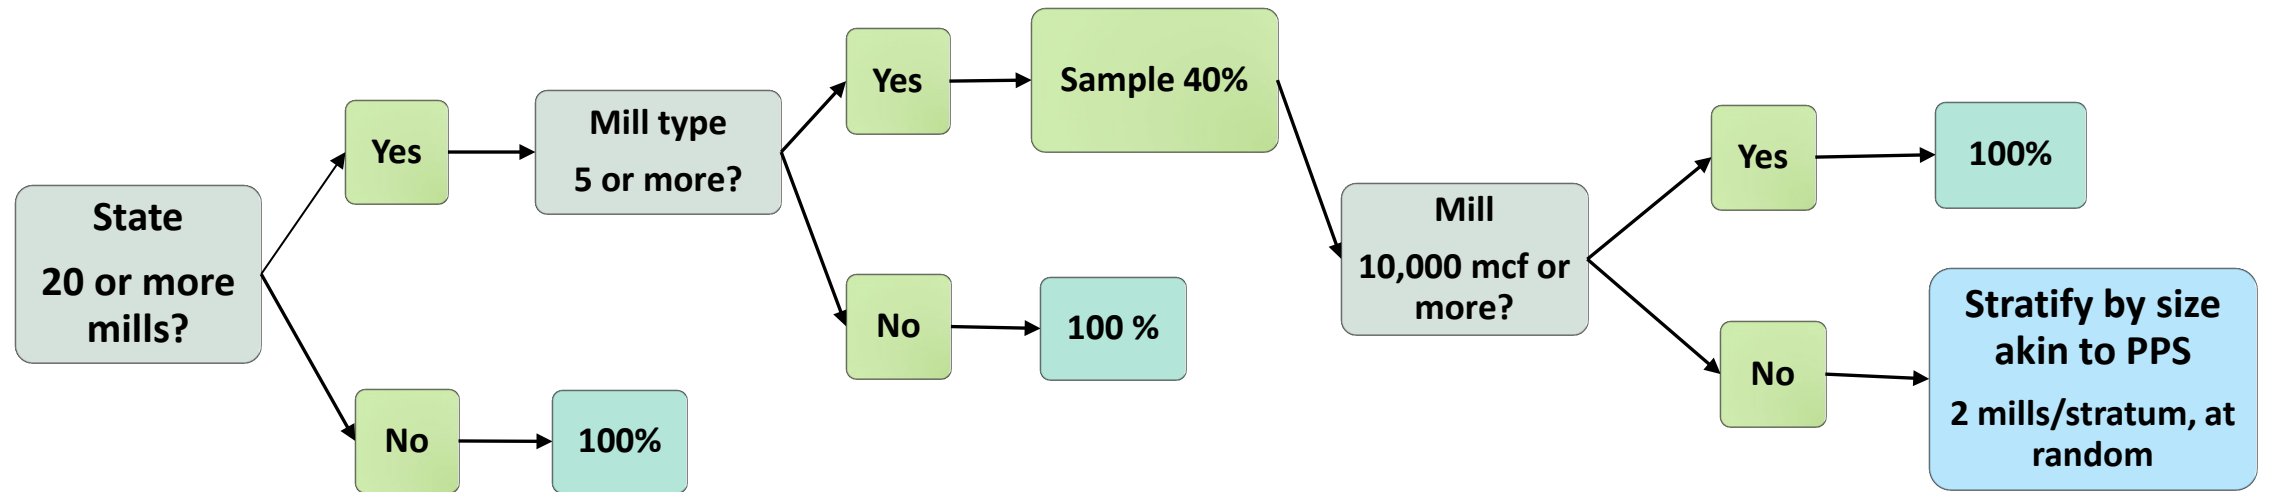 State
20 or more
mills?
Yes
No
100%
Mill type
5 or more?
Yes
No
100 %
Sample 40%
Mill
10,000 mcf or
more?
Yes
100%
No
Stratify by size
akin to PPS
2 mills/stratum, at
random